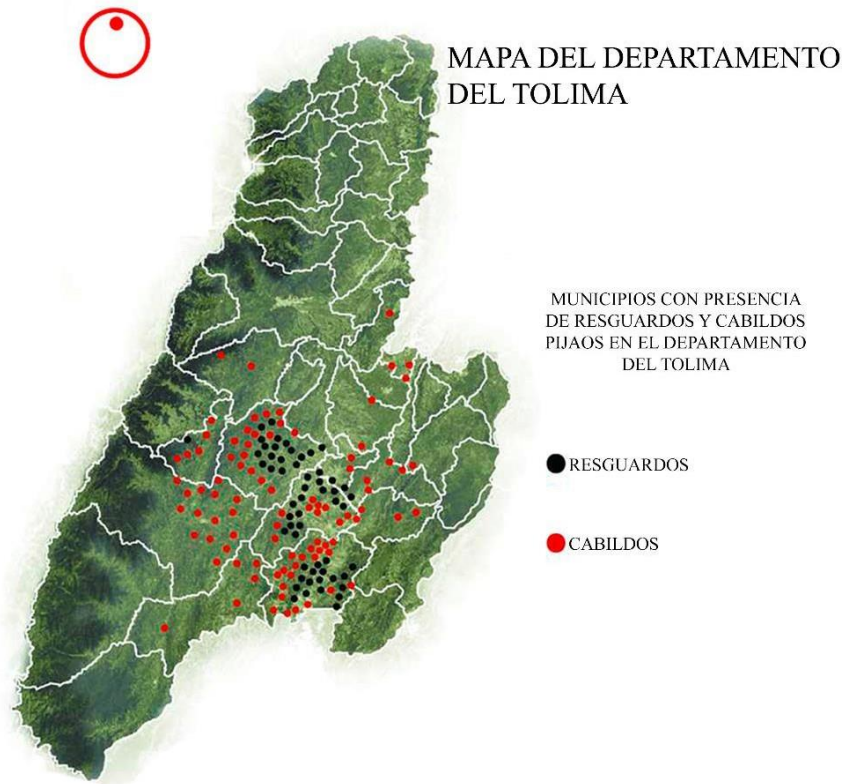 MAPA DEL DEPARTAMENTO
DEL TOLIMA
MUNICIPIOS CON PRESENCIA
DE RESGUARDOS Y CABILDOS
PIJAOS EN EL DEPARTAMENTO
DEL TOLIMA
RESGUARDOS
CABILDOS